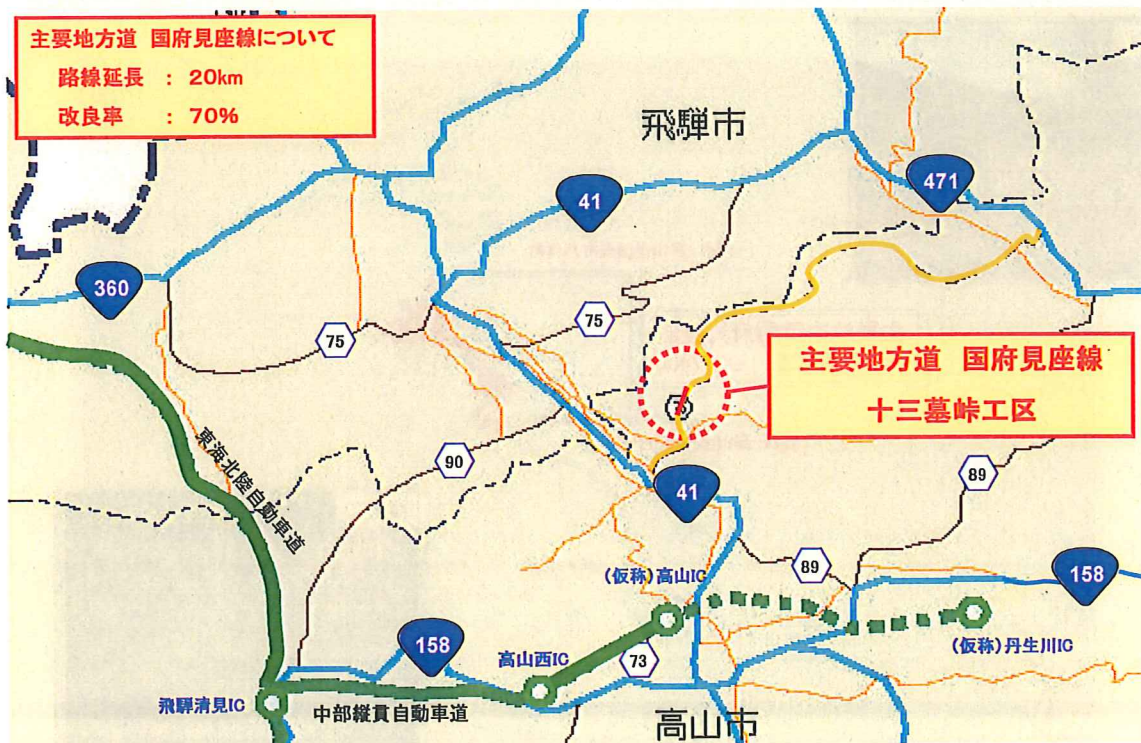 主要地方道 国府見座線について
路線延長 : 20km
改良率 : 70%
飛騨市
471
41
360
75
75
主要地方道 国府見座線
十三墓峠工区
90
41
89
東海北陸自動車道
89
(仮称)高山IC
158
158
高山西IC
73
(仮称)丹生川IC
飛騨清見IC
中部縦貫自動車道
高山市